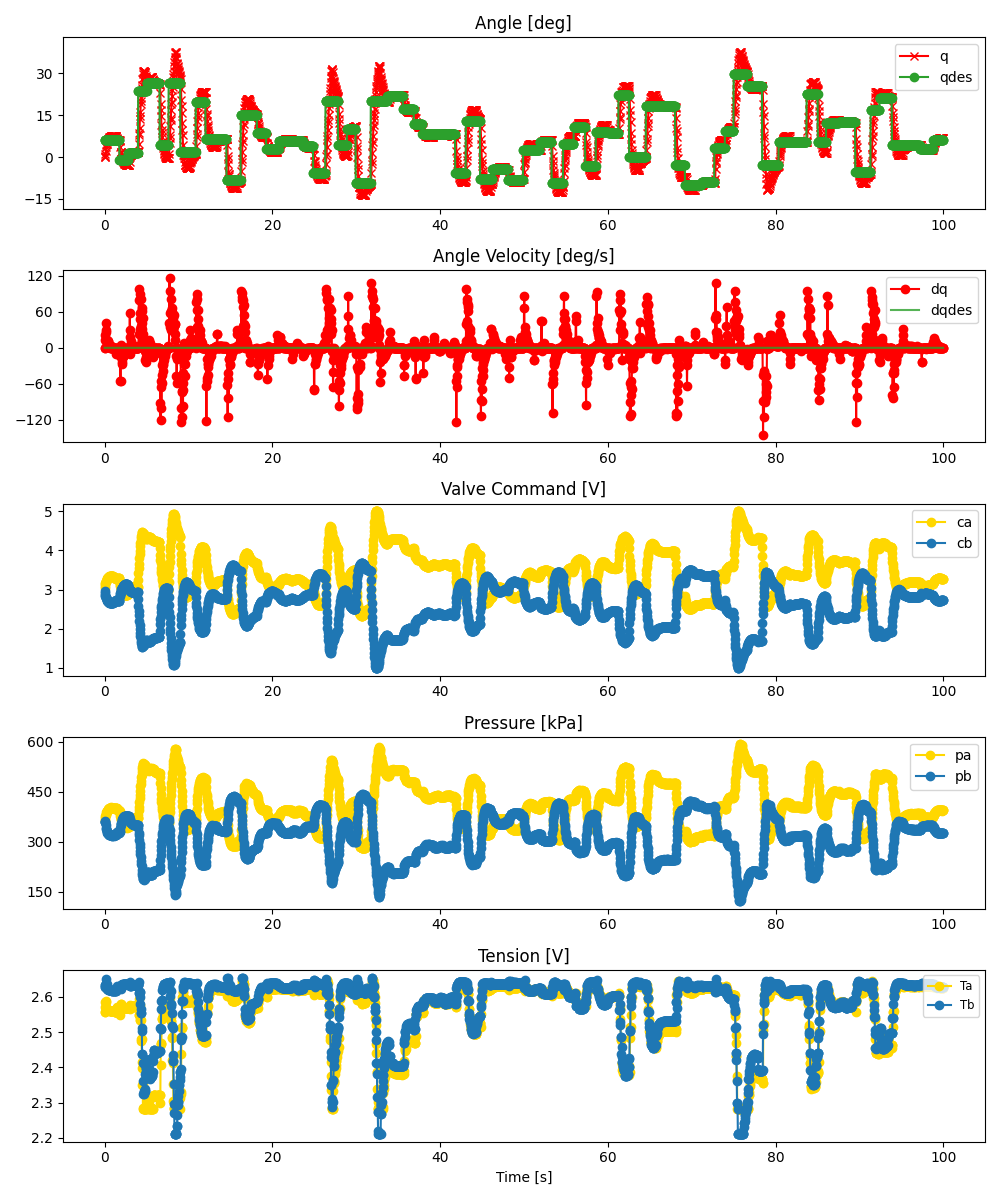 Angle [deg]
30
15
0
−15
q
qdes
0 20 40 60 80 100
Angle Velocity [deg/s]
120
60
0
−60
−120
dq
dqdes
0 20 40 60 80 100
Valve Command [V]
5
4
3
2
1
ca
cb
0 20 40 60 80 100
Pressure [kPa]
600
450
300
150
pa
pb
0 20 40 60 80 100
Tension [V]
2.6
2.5
2.4
2.3
2.2
Ta
Tb
0 20 40 60 80 100
Time [s]